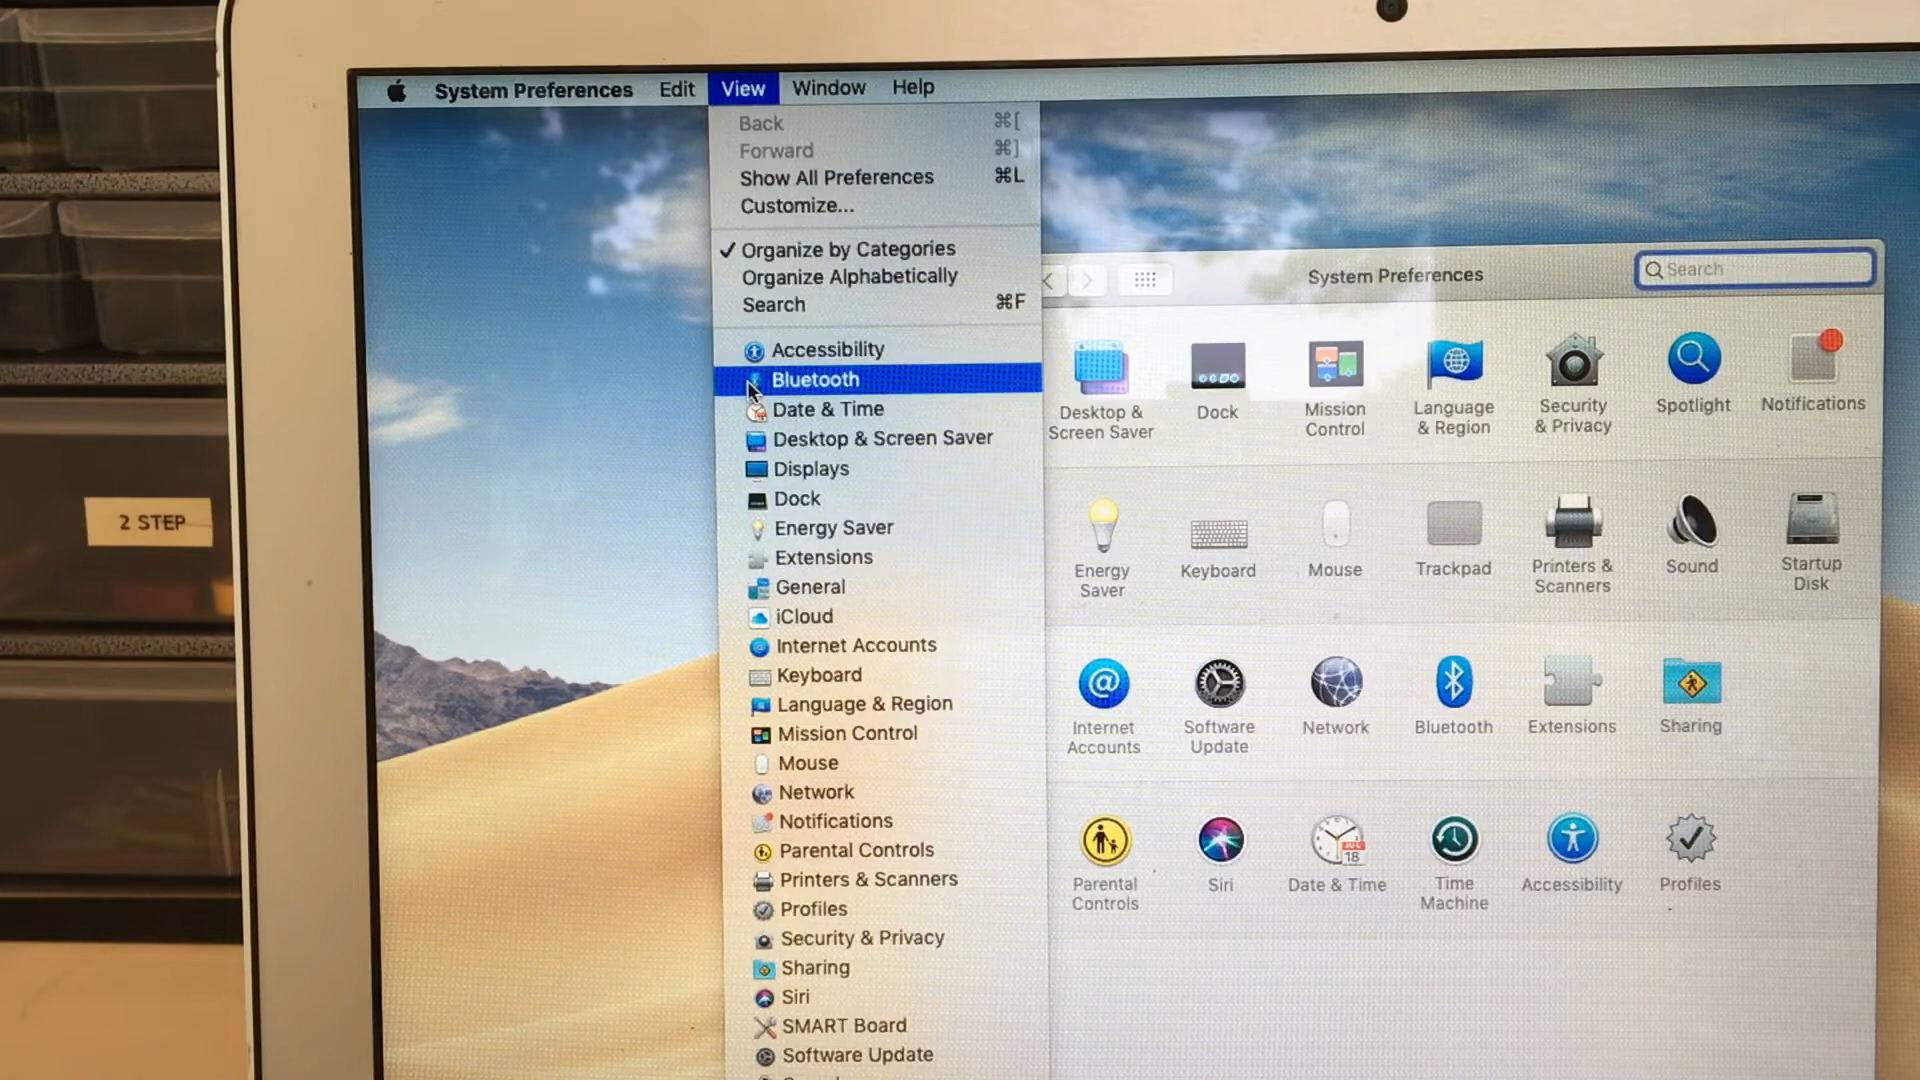 System Preferences Edit View Window Help
Back ⌘[
Forward ⌘]
Show All Preferences ⌘L
Customize...
✓ Organize by Categories
Organize Alphabetically
Search ⌘F
Accessibility
Bluetooth
Date & Time
Desktop & Screen Saver
Displays
Dock
Energy Saver
Extensions
General
iCloud
Internet Accounts
Keyboard
Language & Region
Mission Control
Mouse
Network
Notifications
Parental Controls
Printers & Scanners
Profiles
Security & Privacy
Sharing
Siri
SMART Board
Software Update
System Preferences
Search
Desktop &
Screen Saver
Dock
Mission
Control
Language
& Region
Security
& Privacy
Spotlight
Notifications
Energy
Saver
Keyboard
Mouse
Trackpad
Printers &
Scanners
Sound
Startup
Disk
Internet
Accounts
Software
Update
Network
Bluetooth
Extensions
Sharing
Parental
Controls
Siri
JUL
18
Date & Time
Time
Machine
Accessibility
Profiles
2 STEP